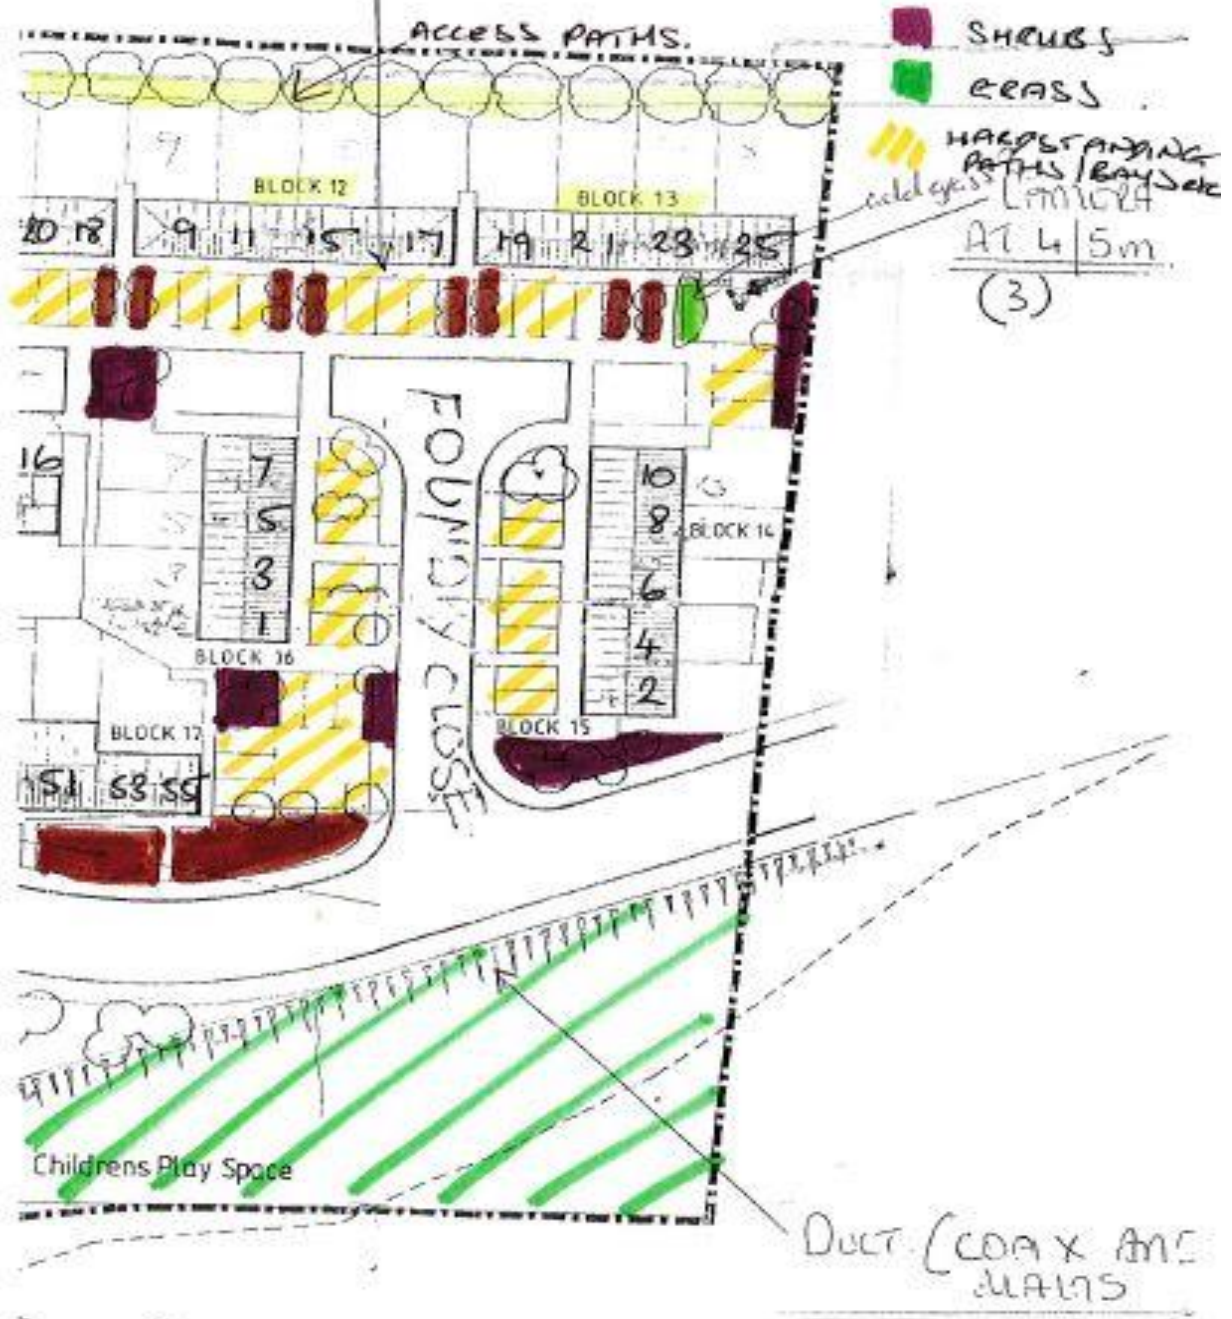 ACCESS PATHS.
SHRUBS
GRASS
HARDSTANDING
PATHS / BAYS etc
CAMERA
AT 4/5m
(3)
BLOCK 12
BLOCK 13
20 18 9 11 15 17 19 21 23 25
16
7
5
3
1
BLOCK 16
FOUNDRY CLOSE
10
8
6
4
2
BLOCK 14
BLOCK 15
BLOCK 17
51 53 55
Childrens Play Space
DUCT (COAX AND
MAINS